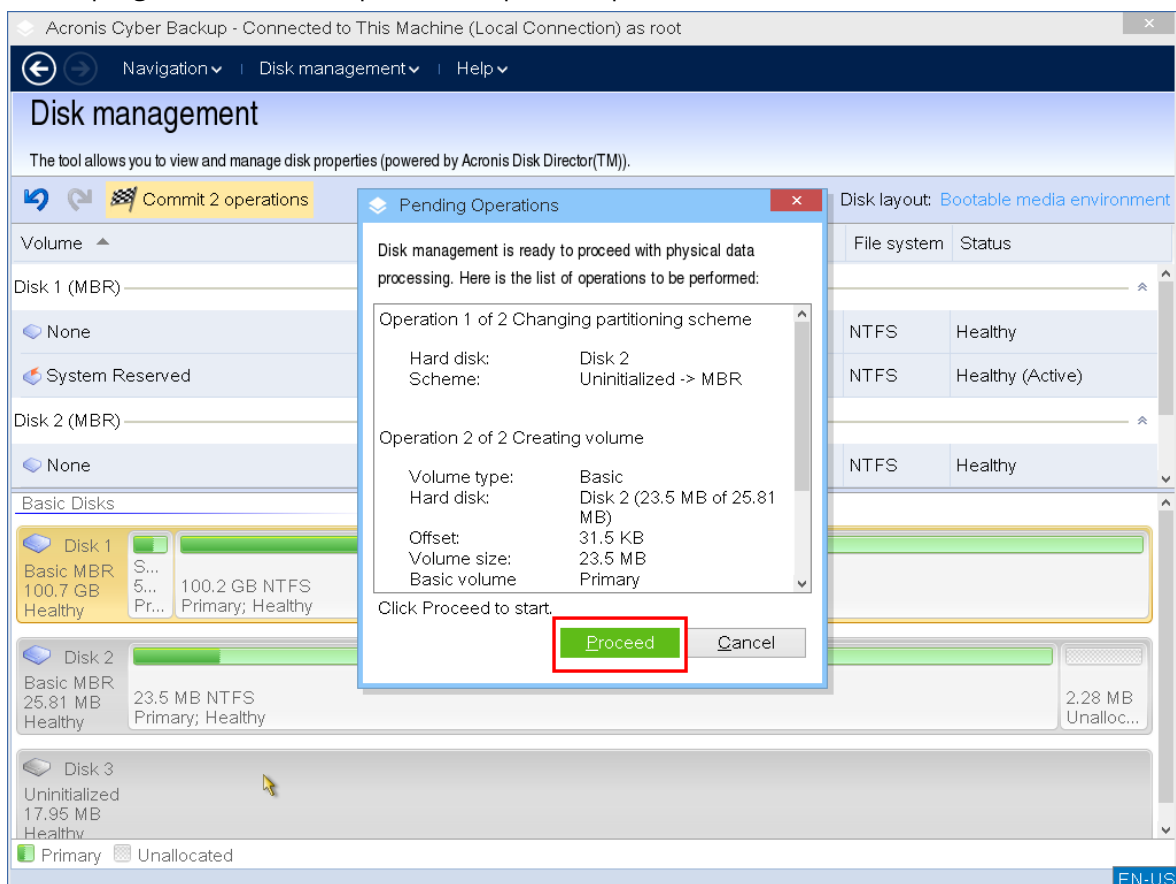 Acronis Cyber Backup - Connected to This Machine (Local Connection) as root
Navigation Disk management Help
Disk management
The tool allows you to view and manage disk properties (powered by Acronis Disk Director(TM)).
Commit 2 operations
Disk layout: Bootable media environment
Volume File system Status
Disk 1 (MBR)
None NTFS Healthy
System Reserved NTFS Healthy (Active)
Disk 2 (MBR)
None NTFS Healthy
Pending Operations
Disk management is ready to proceed with physical data
processing. Here is the list of operations to be performed:
Operation 1 of 2 Changing partitioning scheme
Hard disk: Disk 2
Scheme: Uninitialized -> MBR
Operation 2 of 2 Creating volume
Volume type: Basic
Hard disk: Disk 2 (23.5 MB of 25.81
MB)
Offset: 31.5 KB
Volume size: 23.5 MB
Basic volume Primary
Click Proceed to start.
Proceed Cancel
Basic Disks
Disk 1
Basic MBR
100.7 GB
Healthy
S...
5...
Pr...
100.2 GB NTFS
Primary; Healthy
Disk 2
Basic MBR
25.81 MB
Healthy
23.5 MB NTFS
Primary; Healthy
2.28 MB
Unalloc...
Disk 3
Uninitialized
17.95 MB
Healthy
Primary Unallocated
EN-US